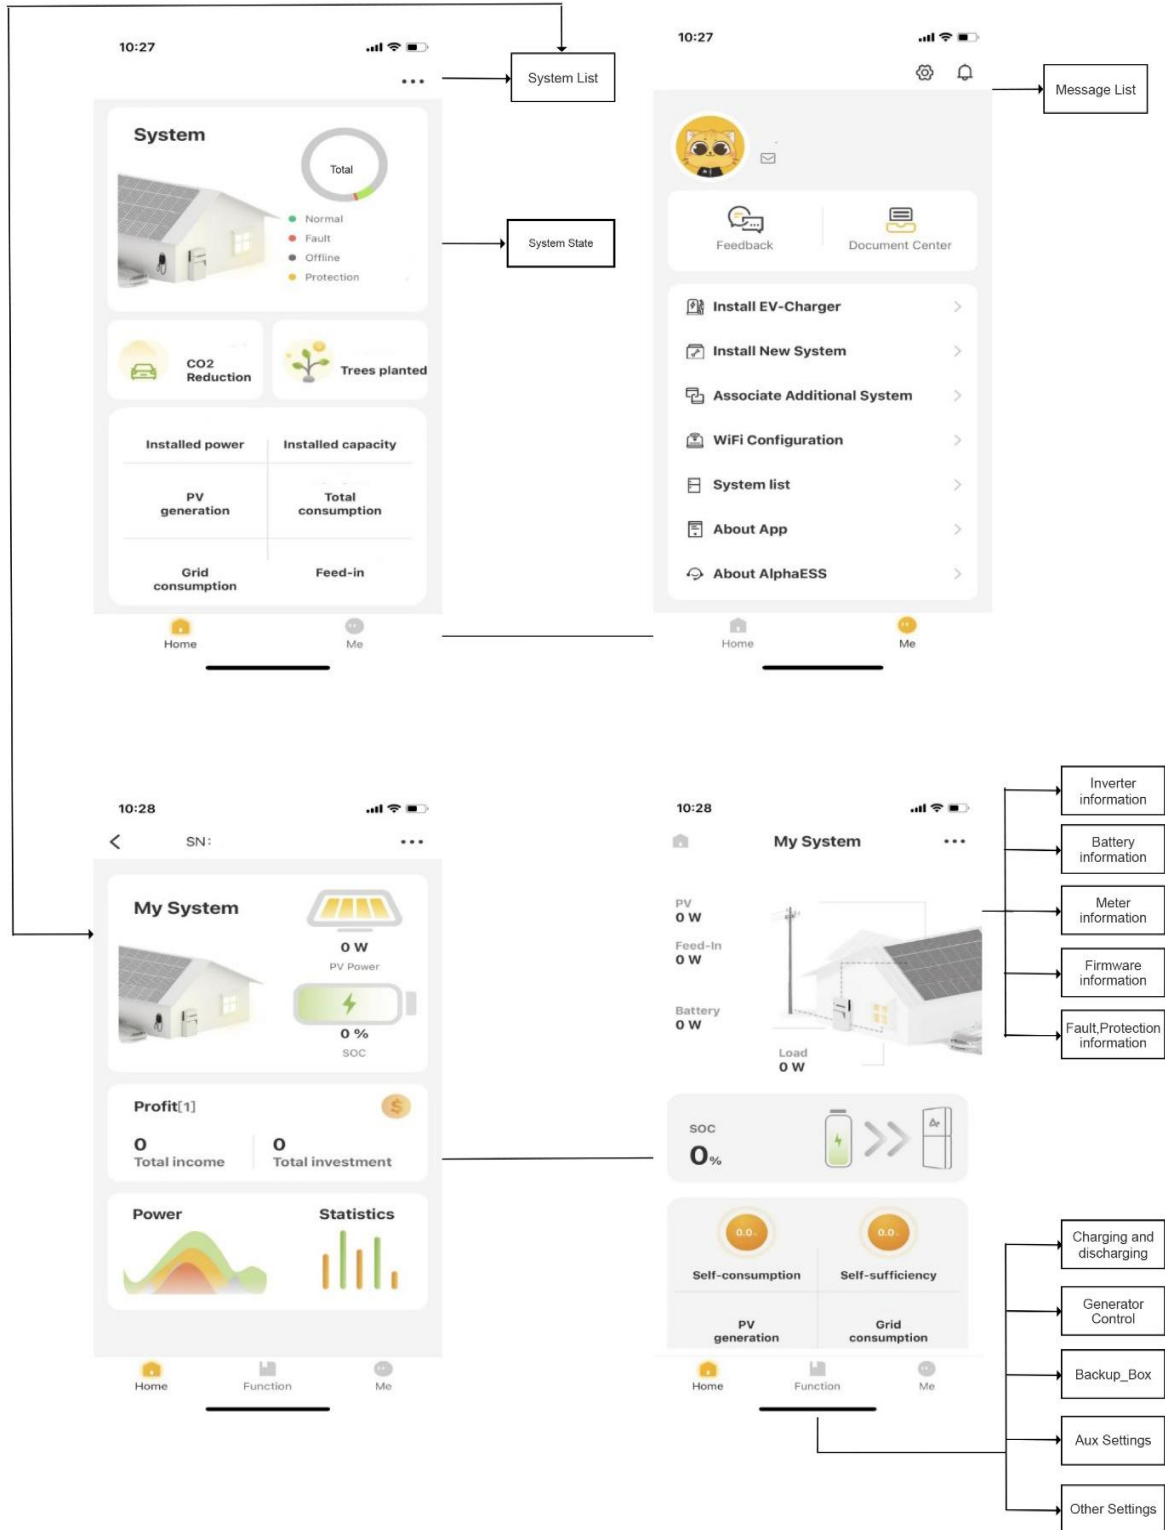 10:27
System List
System
Total
Normal
Fault
Offline
Protection
System State
CO2
Reduction
Trees planted
Installed power
Installed capacity
PV
generation
Total
consumption
Grid
consumption
Feed-in
Home
Me
10:27
Message List
Feedback
Document Center
Install EV-Charger
Install New System
Associate Additional System
WiFi Configuration
System list
About App
About AlphaESS
Home
Me
10:28
SN:
My System
0 W
PV Power
0 %
SOC
Profit[1]
0
Total income
0
Total investment
Power
Statistics
Home
Function
Me
10:28
My System
PV
0 W
Feed-In
0 W
Battery
0 W
Load
0 W
SOC
0%
0.0
Self-consumption
0.0
Self-sufficiency
PV
generation
Grid
consumption
Home
Function
Me
Inverter
information
Battery
information
Meter
information
Firmware
information
Fault,Protection
information
Charging and
discharging
Generator
Control
Backup_Box
Aux Settings
Other Settings